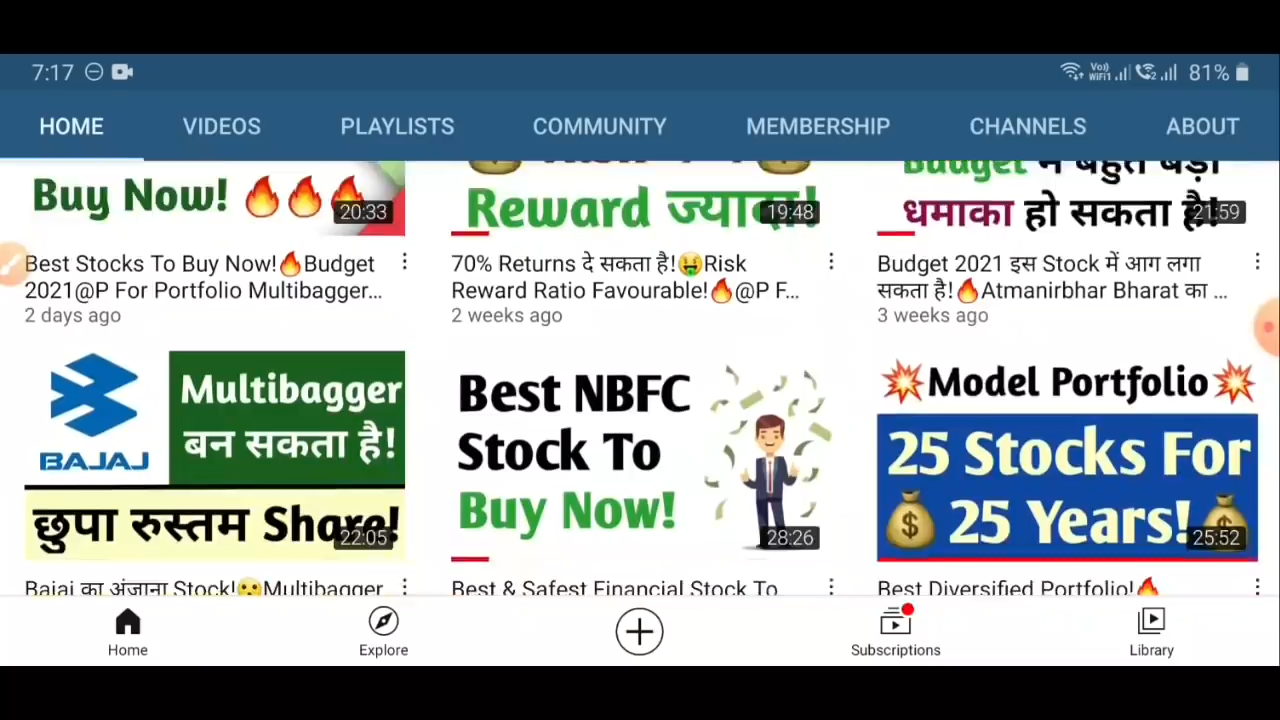 7:17
Vo)) WiFi1
2
81%
HOME VIDEOS PLAYLISTS COMMUNITY MEMBERSHIP CHANNELS ABOUT
Buy Now! 🔥🔥🔥
20:33
Reward ज्यादा!
19:48
Budget में बहुत बड़ा
धमाका हो सकता है!
21:59
Best Stocks To Buy Now!🔥Budget
2021@P For Portfolio Multibagger...
2 days ago
70% Returns दे सकता है!🤑Risk
Reward Ratio Favourable!🔥@P F...
2 weeks ago
Budget 2021 इस Stock में आग लगा
सकता है!🔥Atmanirbhar Bharat का ...
3 weeks ago
BAJAJ
Multibagger
बन सकता है!
छुपा रुस्तम Share!
22:05
Best NBFC
Stock To
Buy Now!
28:26
💥Model Portfolio💥
25 Stocks For
25 Years!
25:52
Bajaj का अंजाना Stock!😮Multibagger
Best & Safest Financial Stock To
Best Diversified Portfolio!🔥
Home Explore Subscriptions Library